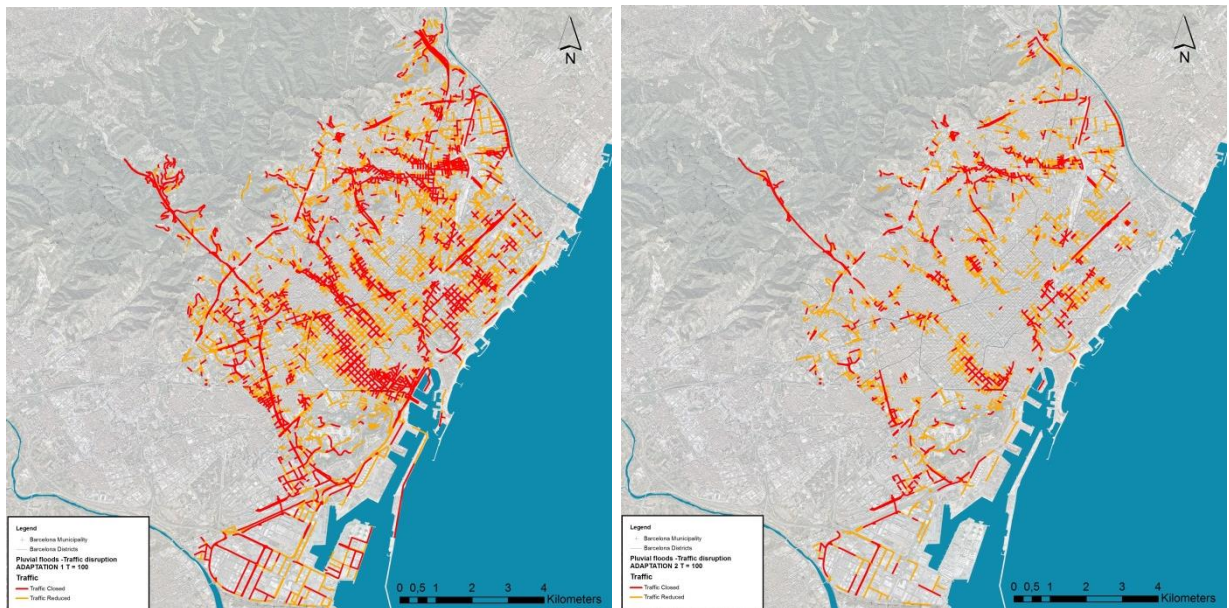 N
Legend
Barcelona Municipality
Barcelona Districts
Pluvial floods -Traffic disruption
ADAPTATION 1 T = 100
Traffic
Traffic Closed
Traffic Reduced
0 0,5 1 2 3 4
Kilometers
N
Legend
Barcelona Municipality
Barcelona Districts
Pluvial floods -Traffic disruption
ADAPTATION 2 T = 100
Traffic
Traffic Closed
Traffic Reduced
0 0,5 1 2 3 4
Kilometers